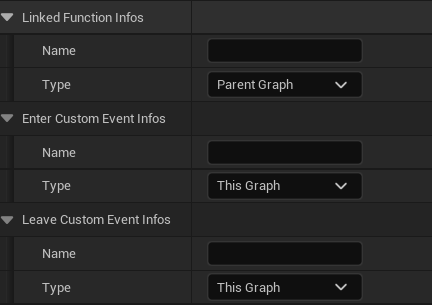 Linked Function Infos
Name
Type Parent Graph
Enter Custom Event Infos
Name
Type This Graph
Leave Custom Event Infos
Name
Type This Graph